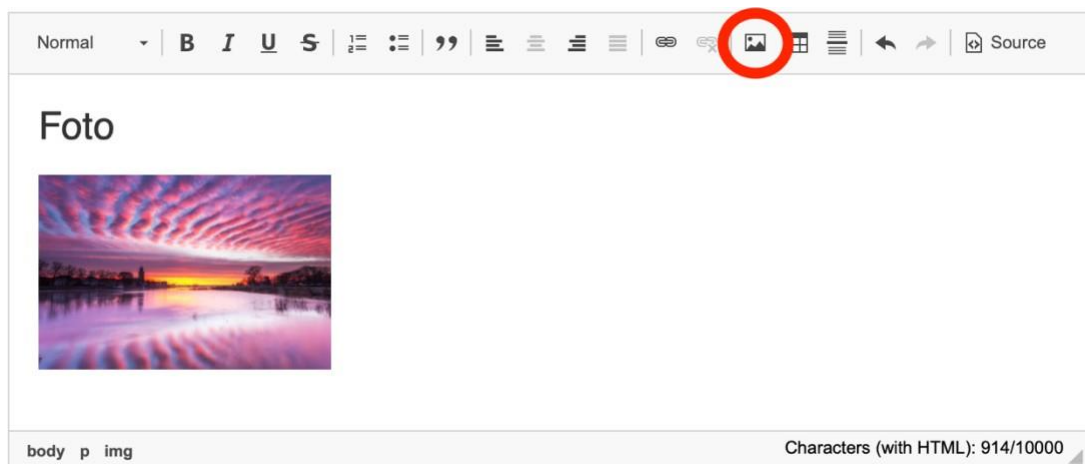 Normal B I U S Source
Foto
body p img
Characters (with HTML): 914/10000